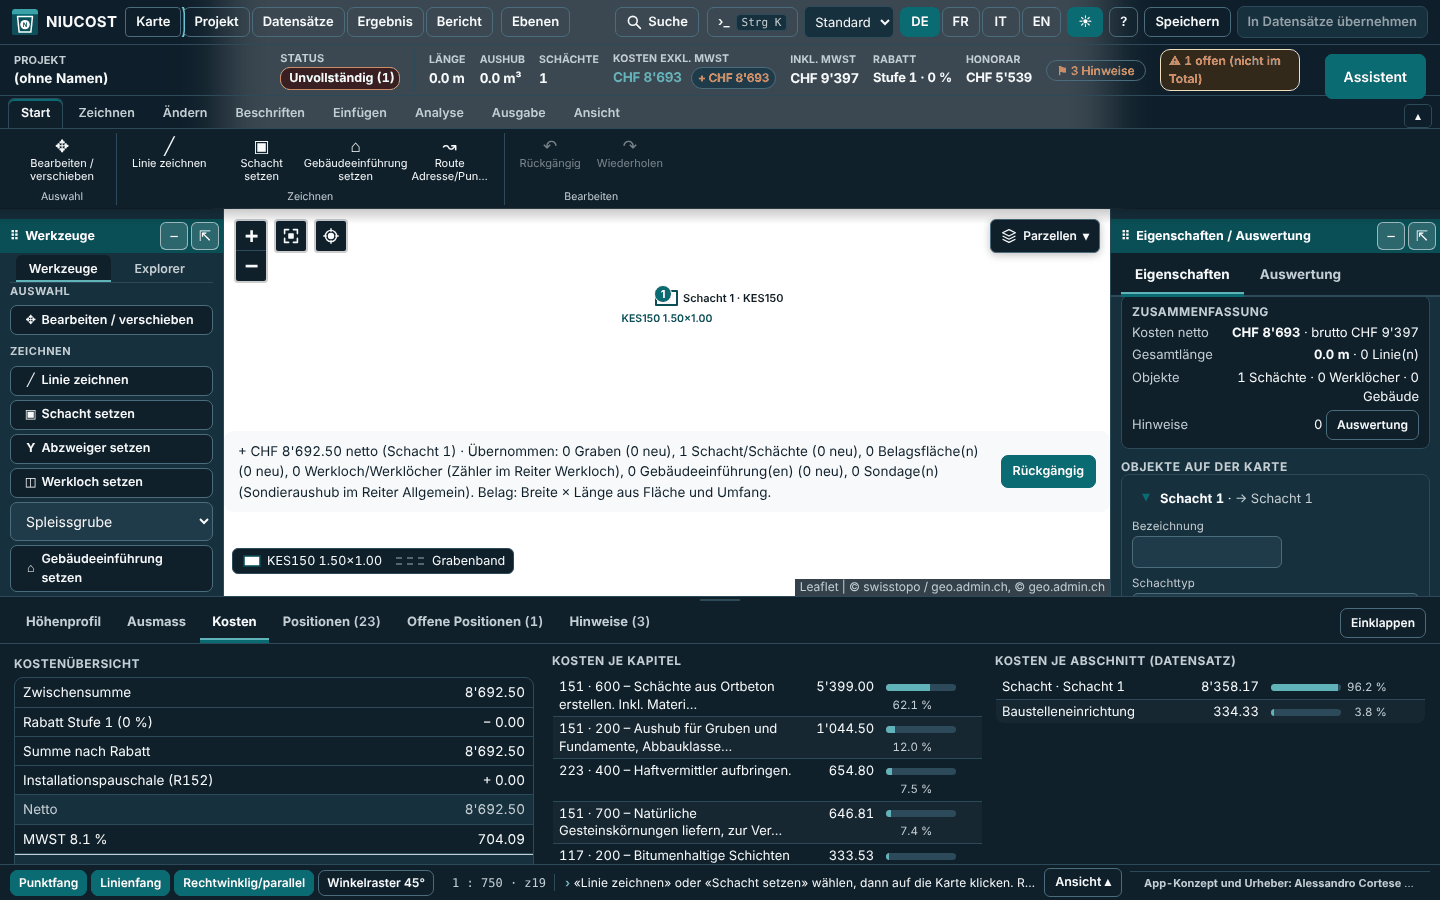 NIUCOST Karte Projekt Datensätze Ergebnis Bericht Ebenen Suche Strg K Standard DE FR IT EN ? Speichern In Datensätze übernehmen
PROJEKT
(ohne Namen)
STATUS
Unvollständig (1)
LÄNGE
0.0 m
AUSHUB
0.0 m³
SCHÄCHTE
1
KOSTEN EXKL. MWST
CHF 8'693 + CHF 8'693
INKL. MWST
CHF 9'397
RABATT
Stufe 1 · 0 %
HONORAR
CHF 5'539
3 Hinweise
1 offen (nicht im
Total)
Assistent
Start Zeichnen Ändern Beschriften Einfügen Analyse Ausgabe Ansicht
Bearbeiten /
verschieben
Auswahl
Linie zeichnen
Schacht
setzen
Gebäudeeinführung
setzen
Route
Adresse/Pun...
Zeichnen
Rückgängig Wiederholen
Bearbeiten
Werkzeuge
Werkzeuge Explorer
AUSWAHL
Bearbeiten / verschieben
ZEICHNEN
Linie zeichnen
Schacht setzen
Abzweiger setzen
Werkloch setzen
Spleissgrube
Gebäudeeinführung
setzen
+
−
Parzellen ▾
1 Schacht 1 · KES150
KES150 1.50×1.00
+ CHF 8'692.50 netto (Schacht 1) · Übernommen: 0 Graben (0 neu), 1 Schacht/Schächte (0 neu), 0 Belagsfläche(n)
(0 neu), 0 Werkloch/Werklöcher (Zähler im Reiter Werkloch), 0 Gebäudeeinführung(en) (0 neu), 0 Sondage(n)
(Sondieraushub im Reiter Allgemein). Belag: Breite × Länge aus Fläche und Umfang.
Rückgängig
KES150 1.50×1.00 Grabenband
Leaflet | © swisstopo / geo.admin.ch, © geo.admin.ch
Eigenschaften / Auswertung
Eigenschaften Auswertung
ZUSAMMENFASSUNG
Kosten netto CHF 8'693 · brutto CHF 9'397
Gesamtlänge 0.0 m · 0 Linie(n)
Objekte 1 Schächte · 0 Werklöcher · 0
Gebäude
Hinweise 0 Auswertung
OBJEKTE AUF DER KARTE
▼ Schacht 1 · → Schacht 1
Bezeichnung
Schachttyp
Höhenprofil Ausmass Kosten Positionen (23) Offene Positionen (1) Hinweise (3) Einklappen
KOSTENÜBERSICHT
Zwischensumme 8'692.50
Rabatt Stufe 1 (0 %) − 0.00
Summe nach Rabatt 8'692.50
Installationspauschale (R152) + 0.00
Netto 8'692.50
MWST 8.1 % 704.09
KOSTEN JE KAPITEL
151 · 600 – Schächte aus Ortbeton
erstellen. Inkl. Materi... 5'399.00 62.1 %
151 · 200 – Aushub für Gruben und
Fundamente, Abbauklasse... 1'044.50 12.0 %
223 · 400 – Haftvermittler aufbringen. 654.80 7.5 %
151 · 700 – Natürliche
Gesteinskörnungen liefern, zur Ver... 646.81 7.4 %
117 · 200 – Bitumenhaltige Schichten 333.53
KOSTEN JE ABSCHNITT (DATENSATZ)
Schacht · Schacht 1 8'358.17 96.2 %
Baustelleneinrichtung 334.33 3.8 %
Punktfang Linienfang Rechtwinklig/parallel Winkelraster 45° 1 : 750 · z19 › «Linie zeichnen» oder «Schacht setzen» wählen, dann auf die Karte klicken. R... Ansicht ▴ App-Konzept und Urheber: Alessandro Cortese ...